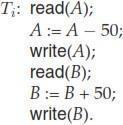 Tᵢ: read(A);
A := A − 50;
write(A);
read(B);
B := B + 50;
write(B).